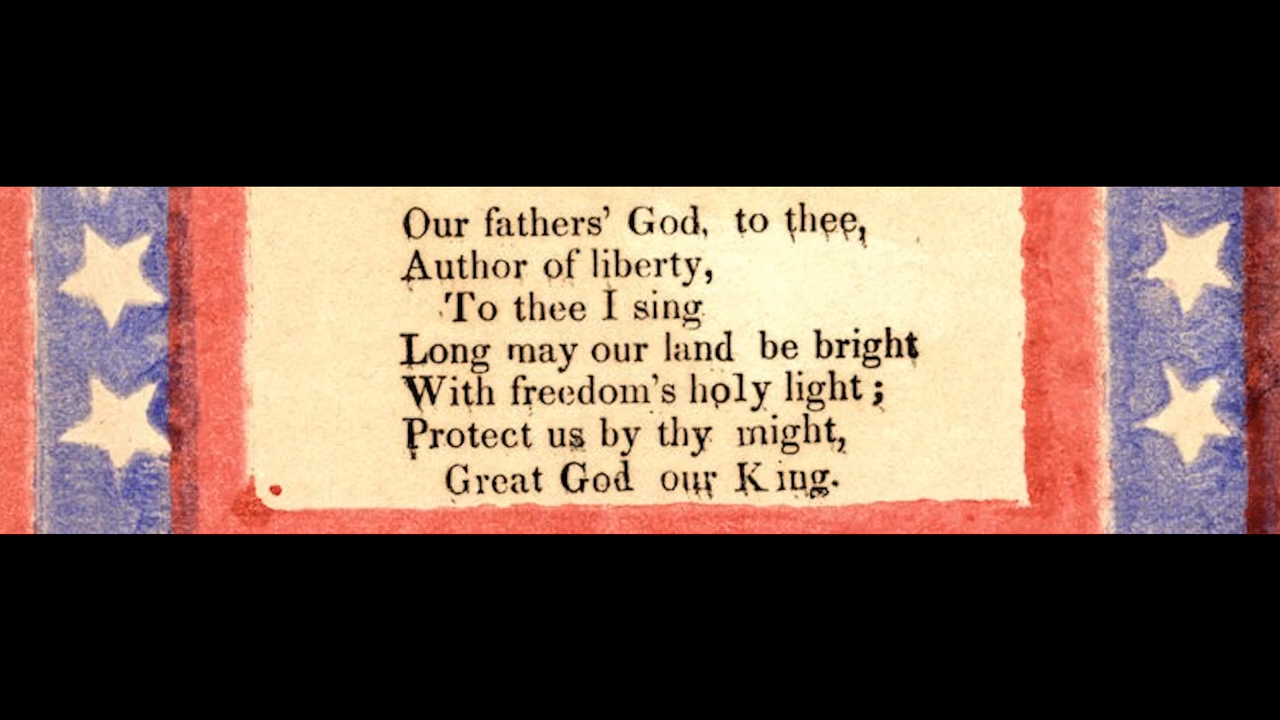 Our fathers' God, to thee,
Author of liberty,
To thee I sing
Long may our land be bright
With freedom's holy light;
Protect us by thy might,
Great God our King.